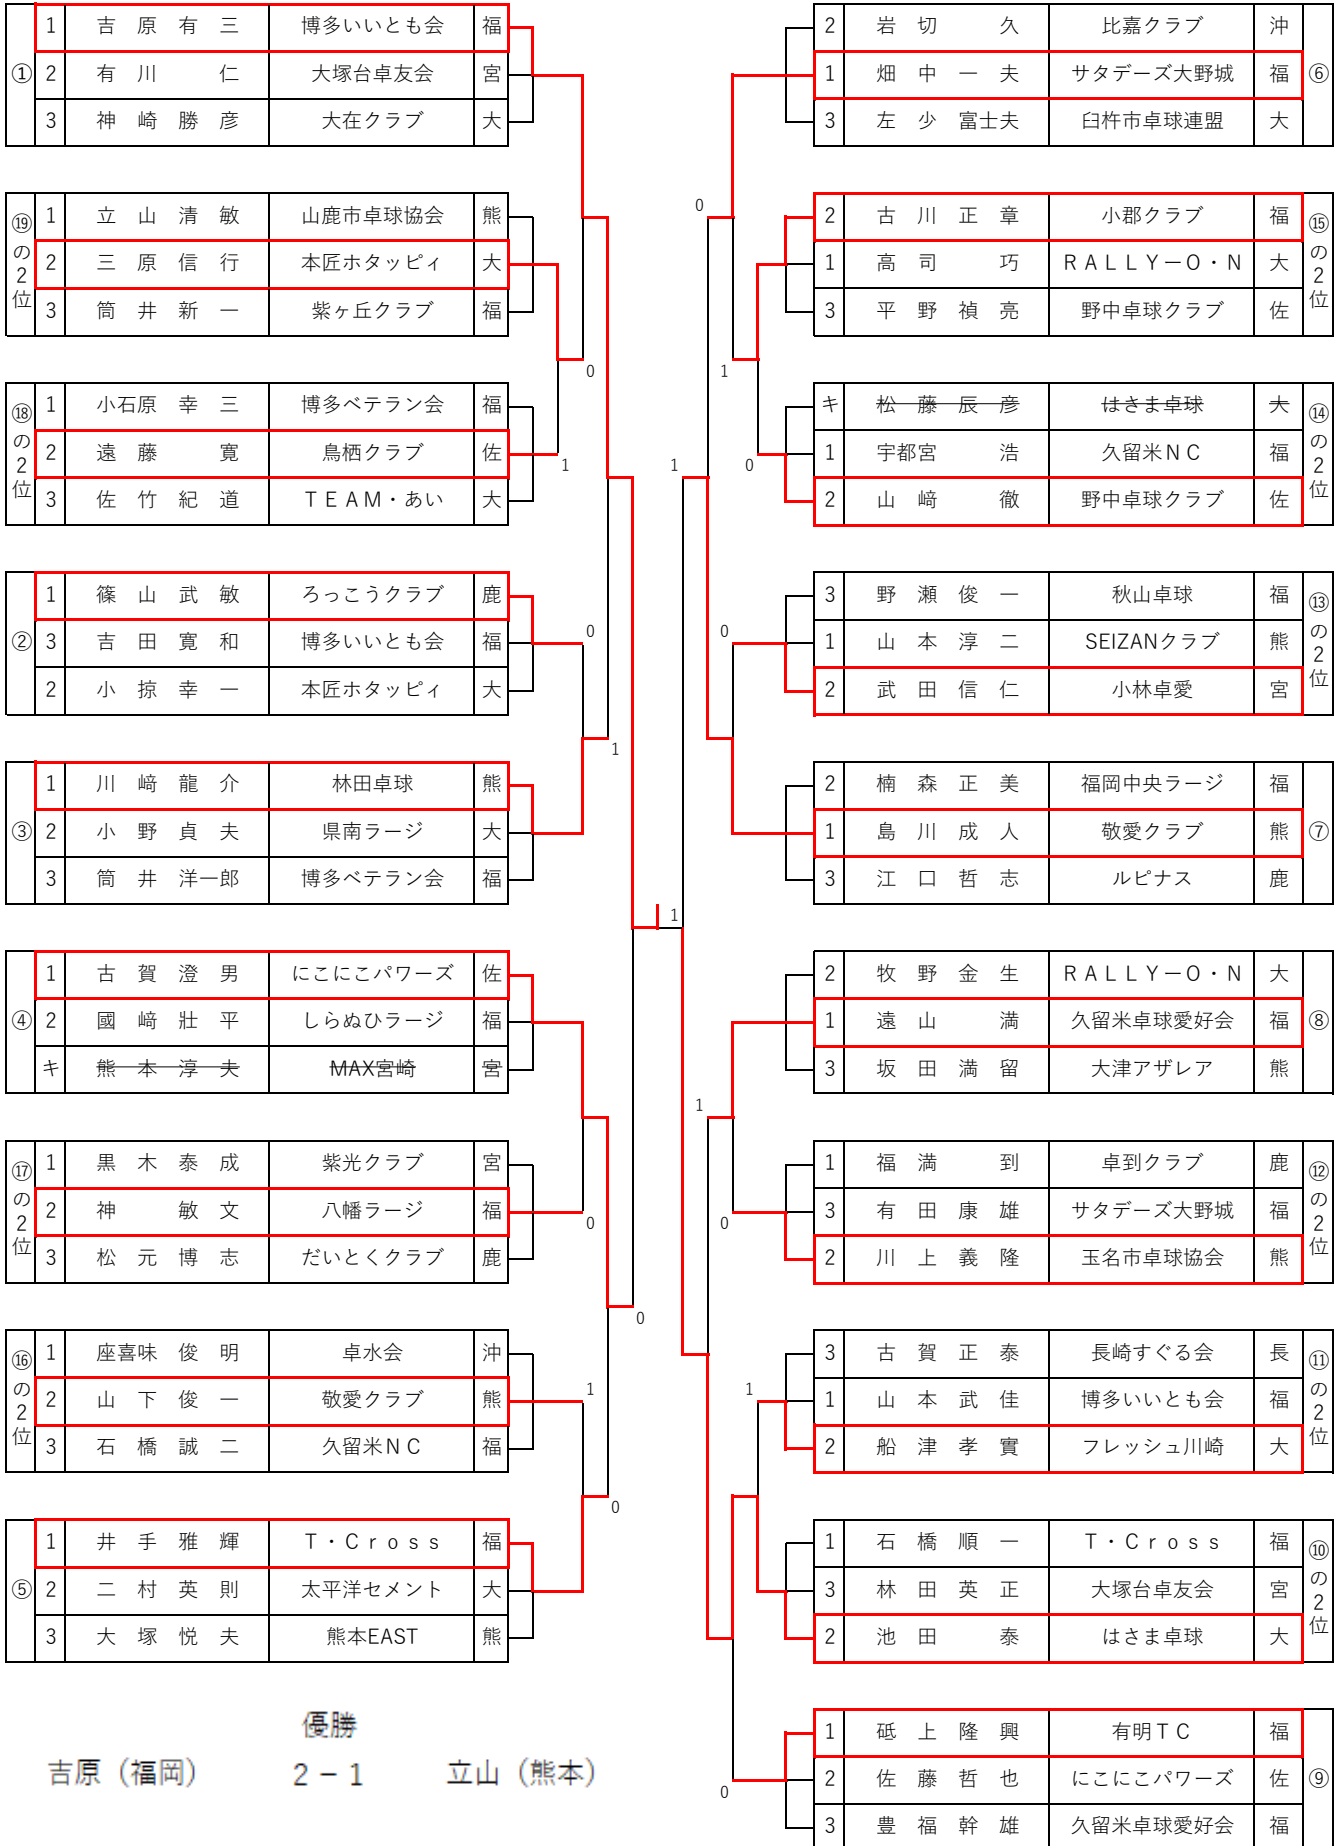 ①
1 吉原有三 博多いいとも会 福
2 有川 仁 大塚台卓友会 宮
3 神崎勝彦 大在クラブ 大
⑲の2位
1 立山清敏 山鹿市卓球協会 熊
2 三原信行 本匠ホタッピィ 大
3 筒井新一 紫ヶ丘クラブ 福
0
⑱の2位
1 小石原幸三 博多ベテラン会 福
2 遠藤 寛 鳥栖クラブ 佐
3 佐竹紀道 ＴＥＡＭ・あい 大
1
②
1 篠山武敏 ろっこうクラブ 鹿
3 吉田寛和 博多いいとも会 福
2 小掠幸一 本匠ホタッピィ 大
0
1
③
1 川﨑龍介 林田卓球 熊
2 小野貞夫 県南ラージ 大
3 筒井洋一郎 博多ベテラン会 福
④
1 古賀澄男 にこにこパワーズ 佐
2 國﨑壯平 しらぬひラージ 福
キ 熊本淳夫 MAX宮崎 宮
⑰の2位
1 黒木泰成 紫光クラブ 宮
2 神 敏文 八幡ラージ 福
3 松元博志 だいとくクラブ 鹿
0
0
⑯の2位
1 座喜味俊明 卓水会 沖
2 山下俊一 敬愛クラブ 熊
3 石橋誠二 久留米ＮＣ 福
1
0
⑤
1 井手雅輝 Ｔ・Ｃｒｏｓｓ 福
2 二村英則 太平洋セメント 大
3 大塚悦夫 熊本EAST 熊
優勝
吉原（福岡） 2－1 立山（熊本）
1
2 岩切 久 比嘉クラブ 沖
1 畑中一夫 サタデーズ大野城 福
3 左少富士夫 臼杵市卓球連盟 大
⑥
0
2 古川正章 小郡クラブ 福
1 高司 巧 ＲＡＬＬＹ－Ｏ・Ｎ 大
3 平野禎亮 野中卓球クラブ 佐
⑮の2位
1
キ 松藤辰彦 はさま卓球 大
1 宇都宮 浩 久留米ＮＣ 福
2 山﨑 徹 野中卓球クラブ 佐
⑭の2位
0
1
3 野瀬俊一 秋山卓球 福
1 山本淳二 SEIZANクラブ 熊
2 武田信仁 小林卓愛 宮
⑬の2位
0
2 楠森正美 福岡中央ラージ 福
1 島川成人 敬愛クラブ 熊
3 江口哲志 ルピナス 鹿
⑦
2 牧野金生 ＲＡＬＬＹ－Ｏ・Ｎ 大
1 遠山 満 久留米卓球愛好会 福
3 坂田満留 大津アザレア 熊
⑧
1
1 福満 到 卓到クラブ 鹿
3 有田康雄 サタデーズ大野城 福
2 川上義隆 玉名市卓球協会 熊
⑫の2位
0
3 古賀正泰 長崎すぐる会 長
1 山本武佳 博多いいとも会 福
2 船津孝實 フレッシュ川崎 大
⑪の2位
1
1 石橋順一 Ｔ・Ｃｒｏｓｓ 福
3 林田英正 大塚台卓友会 宮
2 池田 泰 はさま卓球 大
⑩の2位
1 砥上隆興 有明ＴＣ 福
2 佐藤哲也 にこにこパワーズ 佐
3 豊福幹雄 久留米卓球愛好会 福
⑨
0